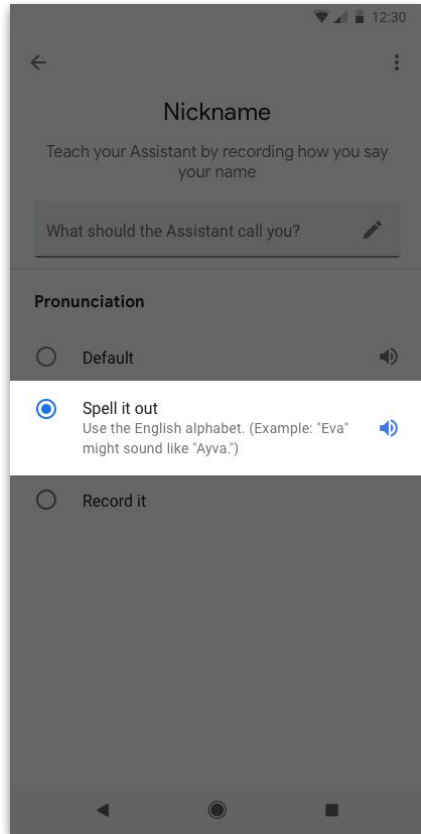 12:30
Nickname
Teach your Assistant by recording how you say
your name
What should the Assistant call you?
Pronunciation
Default
Spell it out
Use the English alphabet. (Example: "Eva"
might sound like "Ayva.")
Record it